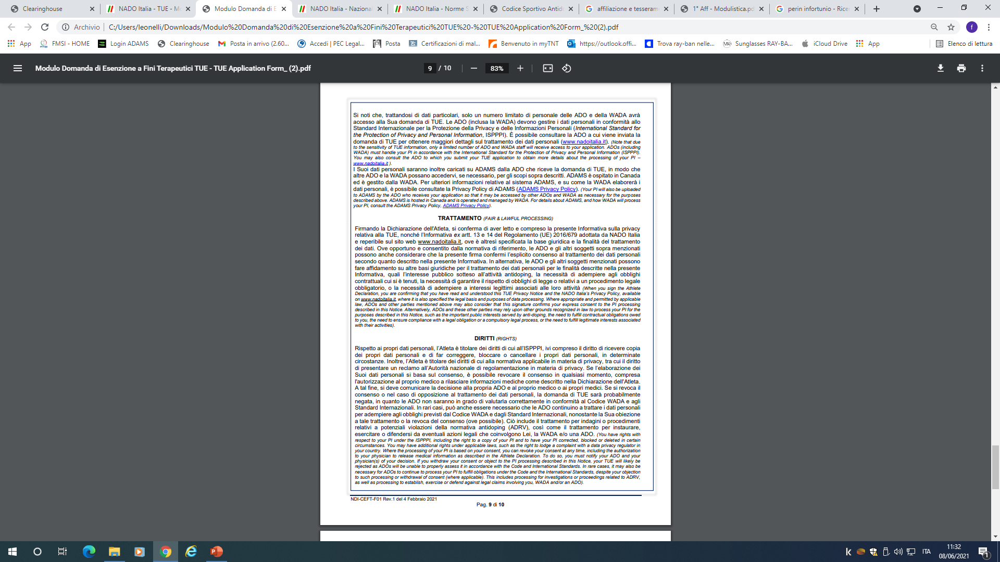 Clearinghouse
NADO Italia - TUE - M
Modulo Domanda di E
NADO Italia - Nazional
NADO Italia - Norme S
Codice Sportivo Antid
affiliazione e tesseram
1° Aff - Modulistica.pd
perin infortunio - Rice
Archivio
C:/Users/leonelli/Downloads/Modulo%20Domanda%20di%20Esenzione%20a%20Fini%20Terapeutici%20TUE%20-%20TUE%20Application%20Form_%20(2).pdf
f
App
FMSI - HOME
Login ADAMS
Clearinghouse
Posta in arrivo (2.60...
Accedi | PEC Legal...
Posta
Certificazioni di mal...
Benvenuto in myTNT
https://outlook.offi...
Trova ray-ban nelle...
MR
Sunglasses RAY-BA...
iCloud Drive
App
Elenco di lettura
Modulo Domanda di Esenzione a Fini Terapeutici TUE - TUE Application Form_ (2).pdf
9 / 10
83%
Si noti che, trattandosi di dati particolari, solo un numero limitato di personale delle ADO e della WADA avrà
accesso alla Sua domanda di TUE. Le ADO (inclusa la WADA) devono gestire i dati personali in conformità allo
Standard Internazionale per la Protezione della Privacy e delle Informazioni Personali (International Standard for
the Protection of Privacy and Personal Information, ISPPPI). È possibile consultare la ADO a cui viene inviata la
domanda di TUE per ottenere maggiori dettagli sul trattamento dei dati personali (www.nadoitalia.it). (Note that due
to the sensitivity of TUE information, only a limited number of ADO and WADA staff will receive access to your application. ADOs (including
WADA) must handle your PI in accordance with the International Standard for the Protection of Privacy and Personal Information (ISPPPI).
You may also consult the ADO to which you submit your TUE application to obtain more details about the processing of your PI –
www.nadoitalia.it ).
I Suoi dati personali saranno inoltre caricati su ADAMS dalla ADO che riceve la domanda di TUE, in modo che
altre ADO e la WADA possano accedervi, se necessario, per gli scopi sopra descritti. ADAMS è ospitato in Canada
ed è gestito dalla WADA. Per ulteriori informazioni relative al sistema ADAMS, e su come la WADA elaborerà i
dati personali, è possibile consultate la Privacy Policy di ADAMS (ADAMS Privacy Policy). (Your PI will also be uploaded
to ADAMS by the ADO who receives your application so that it may be accessed by other ADOs and WADA as necessary for the purposes
described above. ADAMS is hosted in Canada and is operated and managed by WADA. For details about ADAMS, and how WADA will process
your PI, consult the ADAMS Privacy Policy, ADAMS Privacy Policy).
TRATTAMENTO (FAIR & LAWFUL PROCESSING)
Firmando la Dichiarazione dell'Atleta, si conferma di aver letto e compreso la presente Informativa sulla privacy
relativa alla TUE, nonché l'Informativa ex artt. 13 e 14 del Regolamento (UE) 2016/679 adottata da NADO Italia
e reperibile sul sito web www.nadoitalia.it, ove è altresì specificata la base giuridica e la finalità del trattamento
dei dati. Ove opportuno e consentito dalla normativa di riferimento, le ADO e gli altri soggetti sopra menzionati
possono anche considerare che la presente firma confermi l'esplicito consenso al trattamento dei dati personali
secondo quanto descritto nella presente Informativa. In alternativa, le ADO e gli altri soggetti menzionati possono
fare affidamento su altre basi giuridiche per il trattamento dei dati personali per le finalità descritte nella presente
Informativa, quali l'interesse pubblico sotteso all'attività antidoping, la necessità di adempiere agli obblighi
contrattuali cui si è tenuti, la necessità di garantire il rispetto di obblighi di legge o relativi a un procedimento legale
obbligatorio, o la necessità di adempiere a interessi legittimi associati alle loro attività (When you sign the Athlete
Declaration, you are confirming that you have read and understood this TUE Privacy Notice and the NADO Italia's Privacy Policy, available
on www.nadoitalia.it, where it is also specified the legal basis and purposes of data processing. Where appropriate and permitted by applicable
law, ADOs and other parties mentioned above may also consider that this signature confirms your express consent to the PI processing
described in this Notice. Alternatively, ADOs and these other parties may rely upon other grounds recognized in law to process your PI for the
purposes described in this Notice, such as the important public interests served by anti-doping, the need to fulfill contractual obligations owed
to you, the need to ensure compliance with a legal obligation or a compulsory legal process, or the need to fulfill legitimate interests associated
with their activities).
DIRITTI (RIGHTS)
Rispetto ai propri dati personali, l'Atleta è titolare dei diritti di cui all'ISPPPI, ivi compreso il diritto di ricevere copia
dei propri dati personali e di far correggere, bloccare o cancellare i propri dati personali, in determinate
circostanze. Inoltre, l'Atleta è titolare dei diritti di cui alla normativa applicabile in materia di privacy, tra cui il diritto
di presentare un reclamo all'Autorità nazionale di regolamentazione in materia di privacy. Se l'elaborazione dei
Suoi dati personali si basa sul consenso, è possibile revocare il consenso in qualsiasi momento, compresa
l'autorizzazione al proprio medico a rilasciare informazioni mediche come descritto nella Dichiarazione dell'Atleta.
A tal fine, si deve comunicare la decisione alla propria ADO e al proprio medico o ai propri medici. Se si revoca il
consenso o nel caso di opposizione al trattamento dei dati personali, la domanda di TUE sarà probabilmente
negata, in quanto le ADO non saranno in grado di valutarla correttamente in conformità al Codice WADA e agli
Standard Internazionali. In rari casi, può anche essere necessario che le ADO continuino a trattare i dati personali
per adempiere agli obblighi previsti dal Codice WADA e dagli Standard Internazionali, nonostante la Sua obiezione
a tale trattamento o la revoca del consenso (ove possibile). Ciò include il trattamento per indagini o procedimenti
relativi a potenziali violazioni della normativa antidoping (ADRV), così come il trattamento per instaurare,
esercitare o difendersi da eventuali azioni legali che coinvolgono Lei, la WADA e/o una ADO. (You have rights with
respect to your PI under the ISPPPI, including the right to a copy of your PI and to have your PI corrected, blocked or deleted in certain
circumstances. You may have additional rights under applicable laws, such as the right to lodge a complaint with a data privacy regulator in
your country. Where the processing of your PI is based on your consent, you can revoke your consent at any time, including the authorization
to your physician to release medical information as described in the Athlete Declaration. To do so, you must notify your ADO and your
physician(s) of your decision. If you withdraw your consent or object to the PI processing described in this Notice, your TUE will likely be
rejected as ADOs will be unable to properly assess it in accordance with the Code and International Standards. In rare cases, it may also be
necessary for ADOs to continue to process your PI to fulfill obligations under the Code and the International Standards, despite your objection
to such processing or withdrawal of consent (where applicable). This includes processing for investigations or proceedings related to ADRV,
as well as processing to establish, exercise or defend against legal claims involving you, WADA and/or an ADO).
NDI-CEFT-F01 Rev.1 del 4 Febbraio 2021
Pag. 9 di 10
ITA
11:32
08/06/2021
1